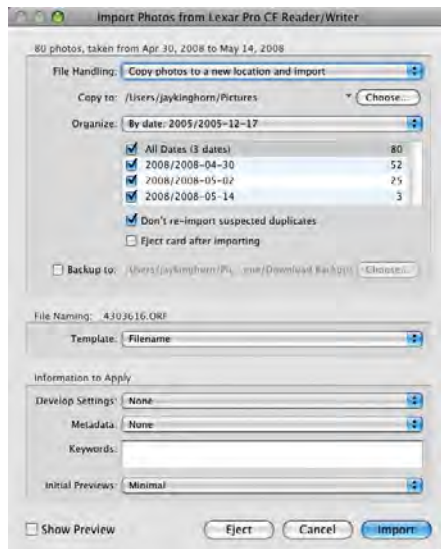 Import Photos from Lexar Pro CF Reader/Writer
80 photos, taken from Apr 30, 2008 to May 14, 2008
File Handling: Copy photos to a new location and import
Copy to: /Users/jaykinghorn/Pictures Choose...
Organize: By date: 2005/2005-12-17
All Dates (3 dates) 80
2008/2008-04-30 52
2008/2008-05-02 25
2008/2008-05-14 3
Don't re-import suspected duplicates
Eject card after importing
Backup to: /Users/jaykinghorn/Pic Download Backups Choose...
File Naming: 4303616.ORF
Template: Filename
Information to Apply
Develop Settings: None
Metadata: None
Keywords:
Initial Previews: Minimal
Show Preview Eject Cancel Import